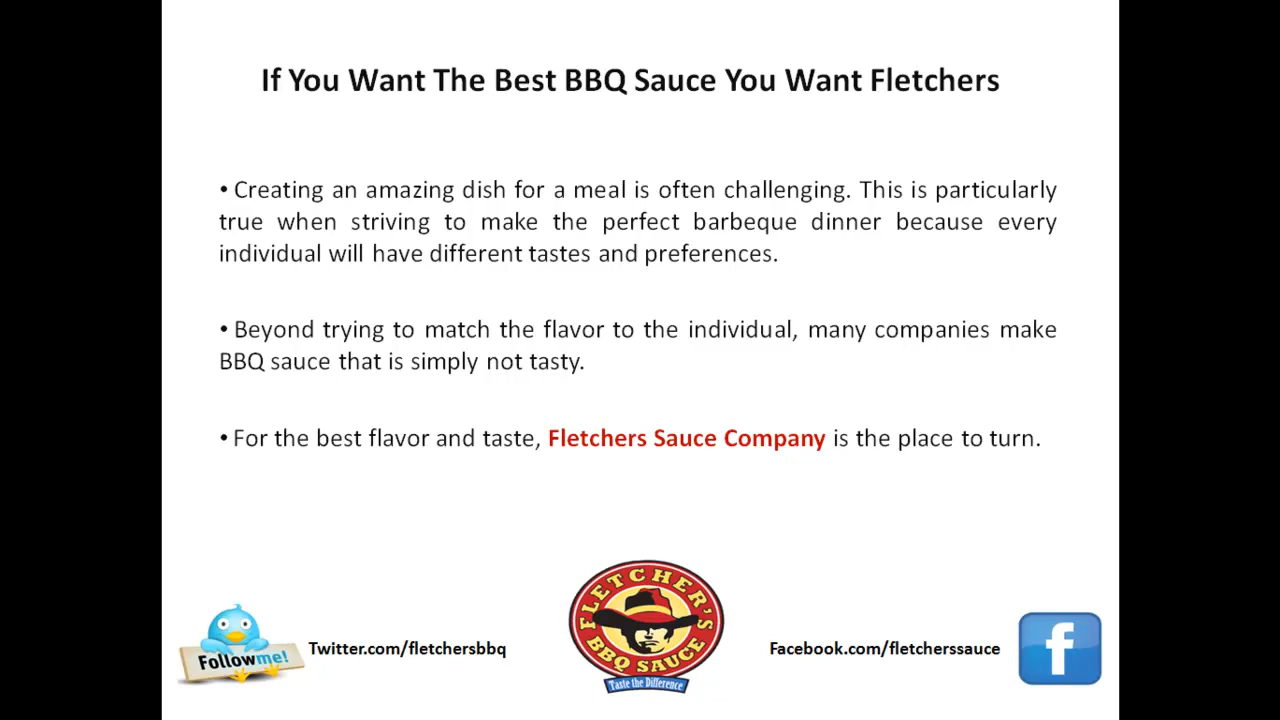 If You Want The Best BBQ Sauce You Want Fletchers
• Creating an amazing dish for a meal is often challenging. This is particularly
true when striving to make the perfect barbeque dinner because every
individual will have different tastes and preferences.
• Beyond trying to match the flavor to the individual, many companies make
BBQ sauce that is simply not tasty.
• For the best flavor and taste, Fletchers Sauce Company is the place to turn.
FLETCHER'S
BBQ SAUCE
Taste the Difference
Follow me!
Twitter.com/fletchersbbq
Facebook.com/fletcherssauce
f